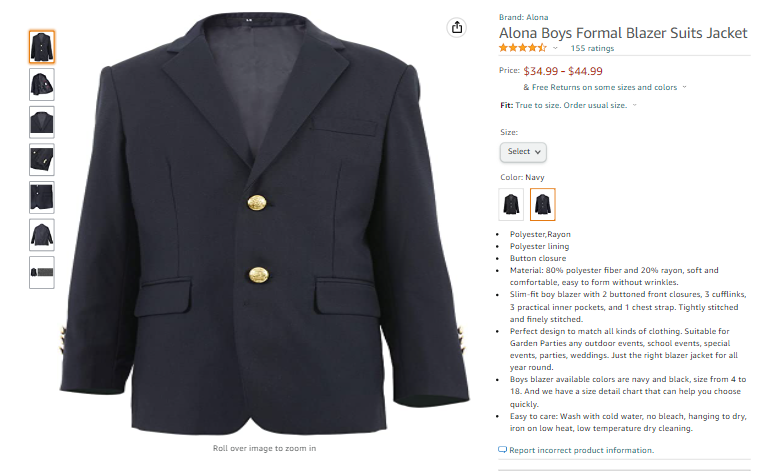 Brand: Alona
Alona Boys Formal Blazer Suits Jacket
155 ratings
Price: $34.99 - $44.99
& Free Returns on some sizes and colors
Fit: True to size. Order usual size.
Size:
Select
Color: Navy
Polyester,Rayon
Polyester lining
Button closure
Material: 80% polyester fiber and 20% rayon, soft and
comfortable, easy to form without wrinkles.
Slim-fit boy blazer with 2 buttoned front closures, 3 cufflinks,
3 practical inner pockets, and 1 chest strap. Tightly stitched
and finely stitched.
Perfect design to match all kinds of clothing. Suitable for
Garden Parties any outdoor events, school events, special
events, parties, weddings. Just the right blazer jacket for all
year round.
Boys blazer available colors are navy and black, size from 4 to
18. And we have a size detail chart that can help you choose
quickly.
Easy to care: Wash with cold water, no bleach, hanging to dry,
iron on low heat, low temperature dry cleaning.
Roll over image to zoom in
Report incorrect product information.